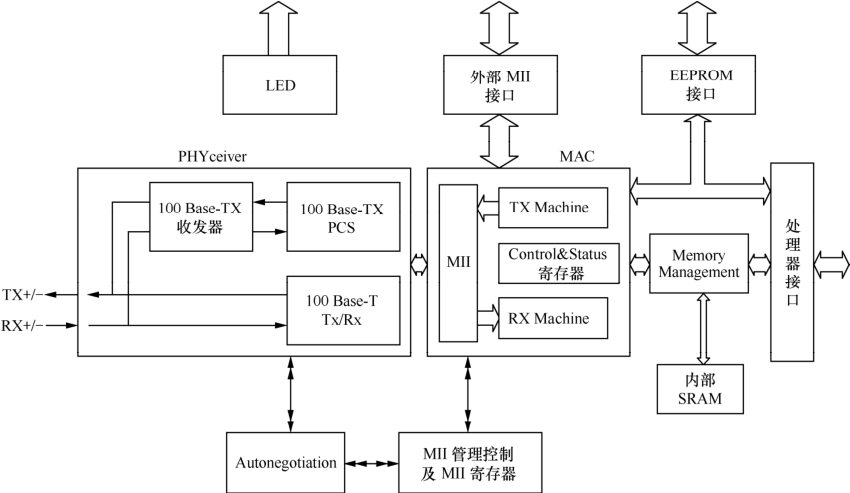 LED
外部 MII
接口
EEPROM
接口
PHYceiver
MAC
100 Base-TX
收发器
100 Base-TX
PCS
100 Base-T
Tx/Rx
TX+/−
RX+/−
MII
TX Machine
Control&Status
寄存器
RX Machine
Memory
Management
处理器接口
内部
SRAM
Autonegotiation
MII 管理控制
及 MII 寄存器